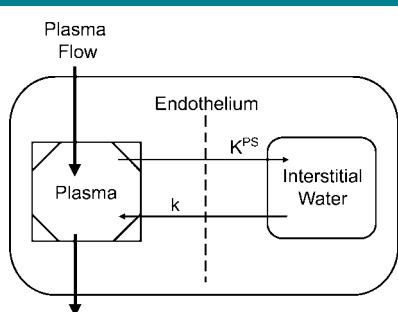 Plasma
Flow
Endothelium
K^PS
Plasma
Interstitial
Water
k